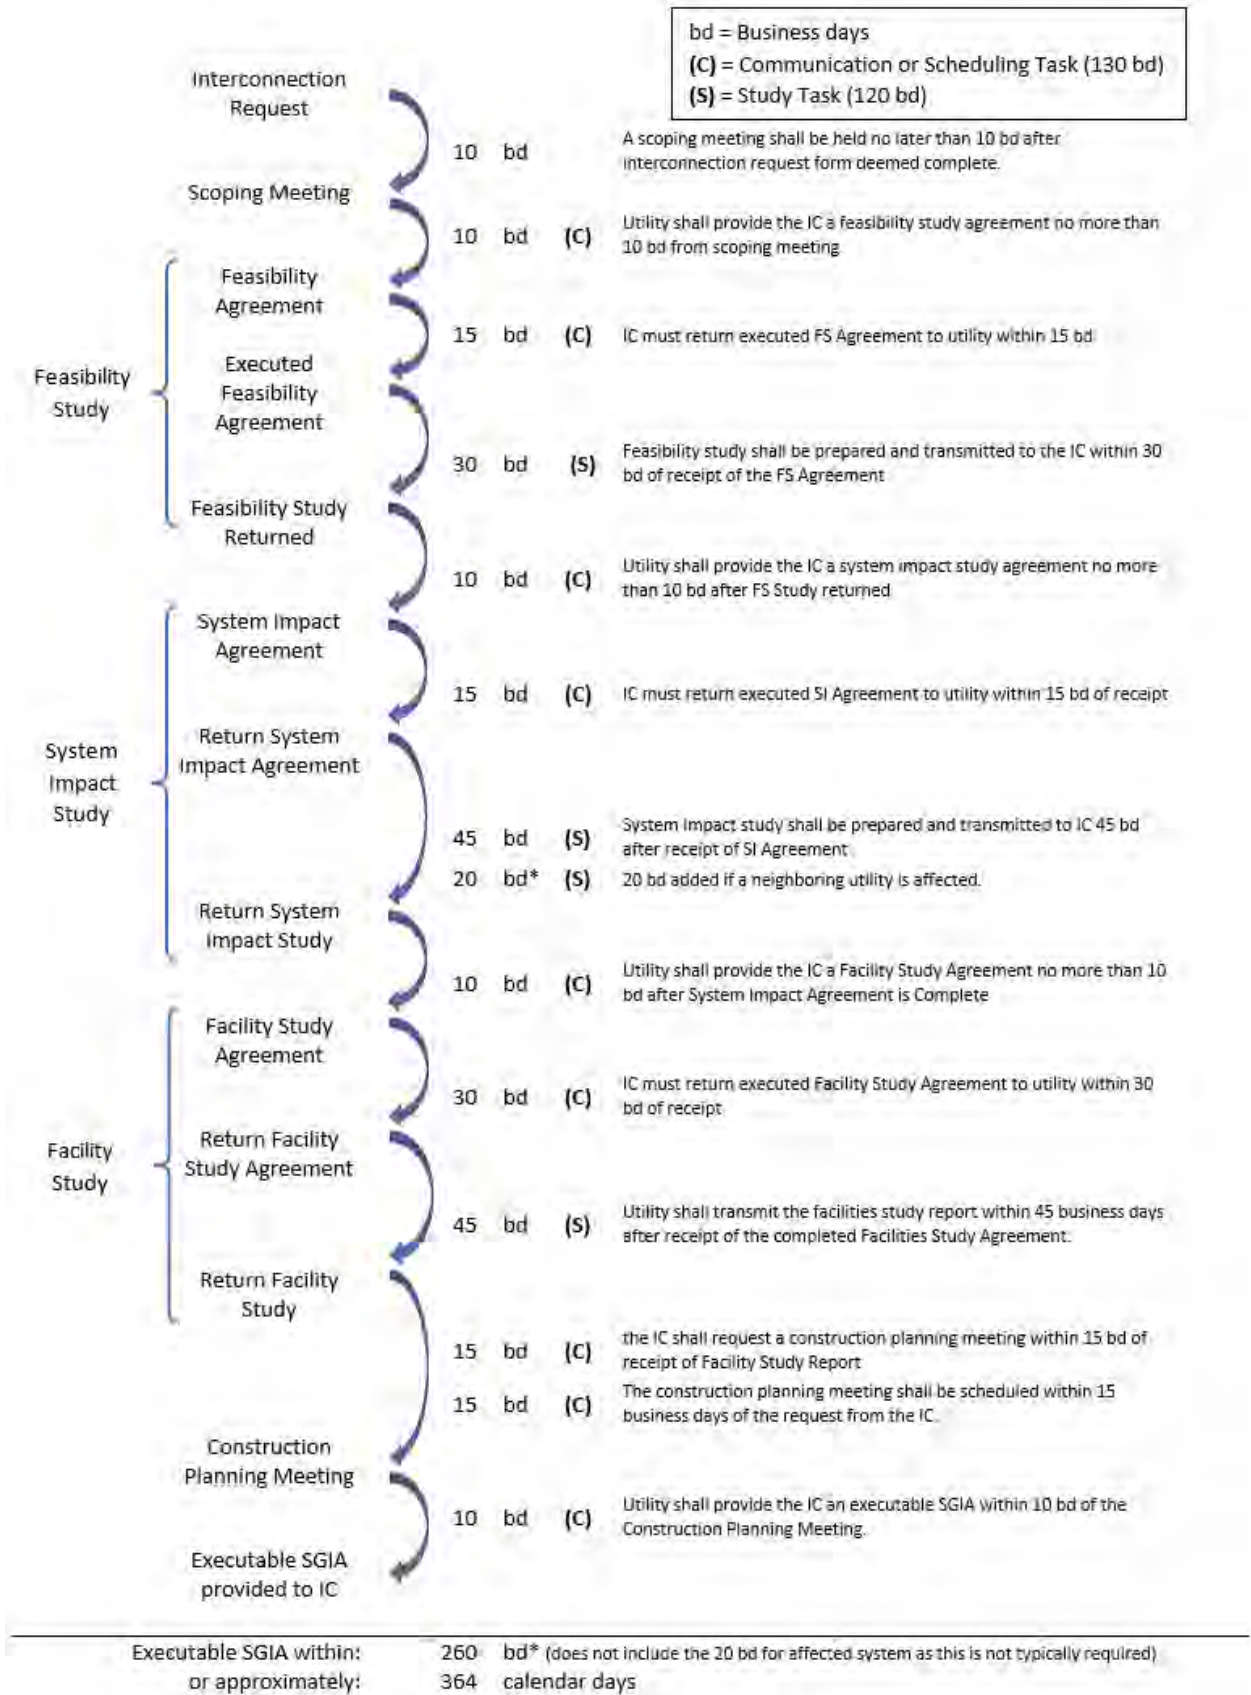 bd = Business days
(C) = Communication or Scheduling Task (130 bd)
(S) = Study Task (120 bd)
Interconnection
Request
10 bd
A scoping meeting shall be held no later than 10 bd after
interconnection request form deemed complete.
Scoping Meeting
10 bd (C)
Utility shall provide the IC a feasibility study agreement no more than
10 bd from scoping meeting
Feasibility
Study
Feasibility
Agreement
15 bd (C)
IC must return executed FS Agreement to utility within 15 bd
Executed
Feasibility
Agreement
30 bd (S)
Feasibility study shall be prepared and transmitted to the IC within 30
bd of receipt of the FS Agreement
Feasibility Study
Returned
10 bd (C)
Utility shall provide the IC a system impact study agreement no more
than 10 bd after FS Study returned
System
Impact
Study
System Impact
Agreement
15 bd (C)
IC must return executed SI Agreement to utility within 15 bd of receipt
Return System
Impact Agreement
45 bd (S)
System Impact study shall be prepared and transmitted to IC 45 bd
after receipt of SI Agreement
20 bd* (S)
20 bd added if a neighboring utility is affected.
Return System
Impact Study
10 bd (C)
Utility shall provide the IC a Facility Study Agreement no more than 10
bd after System Impact Agreement is Complete
Facility
Study
Facility Study
Agreement
30 bd (C)
IC must return executed Facility Study Agreement to utility within 30
bd of receipt
Return Facility
Study Agreement
45 bd (S)
Utility shall transmit the facilities study report within 45 business days
after receipt of the completed Facilities Study Agreement.
Return Facility
Study
15 bd (C)
the IC shall request a construction planning meeting within 15 bd of
receipt of Facility Study Report
15 bd (C)
The construction planning meeting shall be scheduled within 15
business days of the request from the IC.
Construction
Planning Meeting
10 bd (C)
Utility shall provide the IC an executable SGIA within 10 bd of the
Construction Planning Meeting.
Executable SGIA
provided to IC
Executable SGIA within: 260 bd* (does not include the 20 bd for affected system as this is not typically required)
or approximately: 364 calendar days